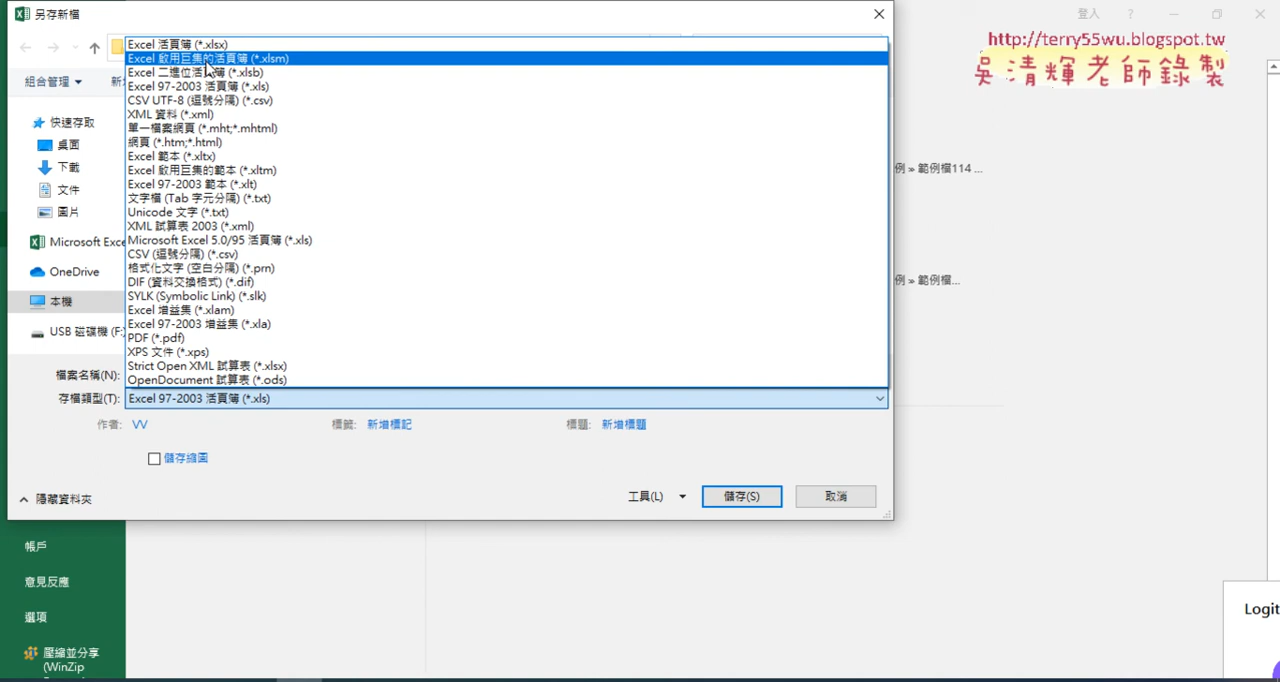 另存新檔
登入
http://terry55wu.blogspot.tw
吳清輝老師錄製
組合管理
快速存取
桌面
下載
文件
圖片
Microsoft Exce
OneDrive
本機
USB 磁碟機 (F:)
Excel 活頁簿 (*.xlsx)
Excel 啟用巨集的活頁簿 (*.xlsm)
Excel 二進位活頁簿 (*.xlsb)
Excel 97-2003 活頁簿 (*.xls)
CSV UTF-8 (逗號分隔) (*.csv)
XML 資料 (*.xml)
單一檔案網頁 (*.mht;*.mhtml)
網頁 (*.htm;*.html)
Excel 範本 (*.xltx)
Excel 啟用巨集的範本 (*.xltm)
Excel 97-2003 範本 (*.xlt)
文字檔 (Tab 字元分隔) (*.txt)
Unicode 文字 (*.txt)
XML 試算表 2003 (*.xml)
Microsoft Excel 5.0/95 活頁簿 (*.xls)
CSV (逗號分隔) (*.csv)
格式化文字 (空白分隔) (*.prn)
DIF (資料交換格式) (*.dif)
SYLK (Symbolic Link) (*.slk)
Excel 增益集 (*.xlam)
Excel 97-2003 增益集 (*.xla)
PDF (*.pdf)
XPS 文件 (*.xps)
Strict Open XML 試算表 (*.xlsx)
OpenDocument 試算表 (*.ods)
例 » 範例檔114 ...
例 » 範例檔...
檔案名稱(N):
存檔類型(T): Excel 97-2003 活頁簿 (*.xls)
作者: VV 標籤: 新增標記 標題: 新增標題
儲存縮圖
隱藏資料夾 工具(L) 儲存(S) 取消
帳戶
意見反應
選項
壓縮並分享
(WinZip
Logit